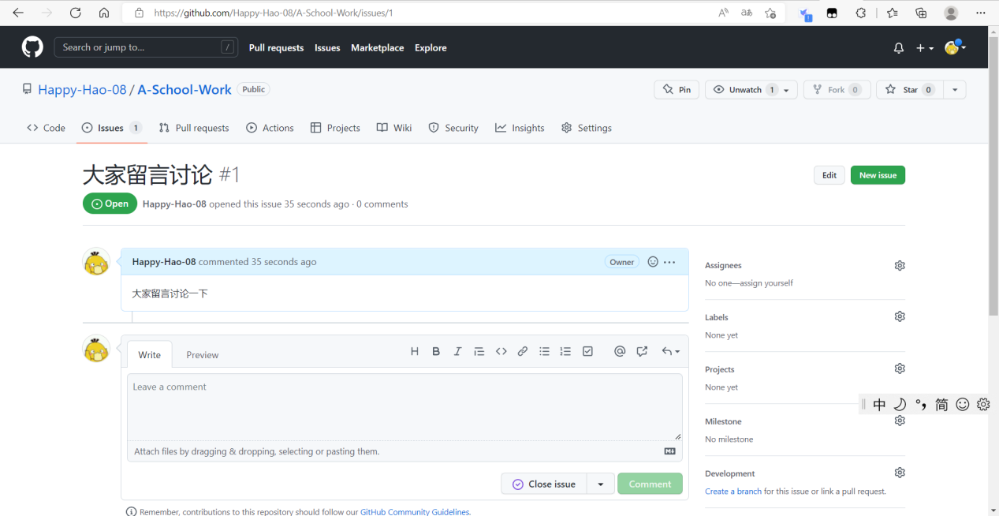 https://github.com/Happy-Hao-08/A-School-Work/issues/1
Search or jump to... / Pull requests Issues Marketplace Explore
Happy-Hao-08 / A-School-Work Public Pin Unwatch 1 Fork 0 Star 0
Code Issues 1 Pull requests Actions Projects Wiki Security Insights Settings
大家留言讨论 #1 Edit New issue
Open Happy-Hao-08 opened this issue 35 seconds ago · 0 comments
Happy-Hao-08 commented 35 seconds ago Owner
大家留言讨论一下
Assignees
No one—assign yourself
Labels
None yet
Projects
None yet
Milestone
No milestone
Development
Create a branch for this issue or link a pull request.
Write Preview
Leave a comment
Attach files by dragging & dropping, selecting or pasting them.
Close issue Comment
Remember, contributions to this repository should follow our GitHub Community Guidelines.
中 简